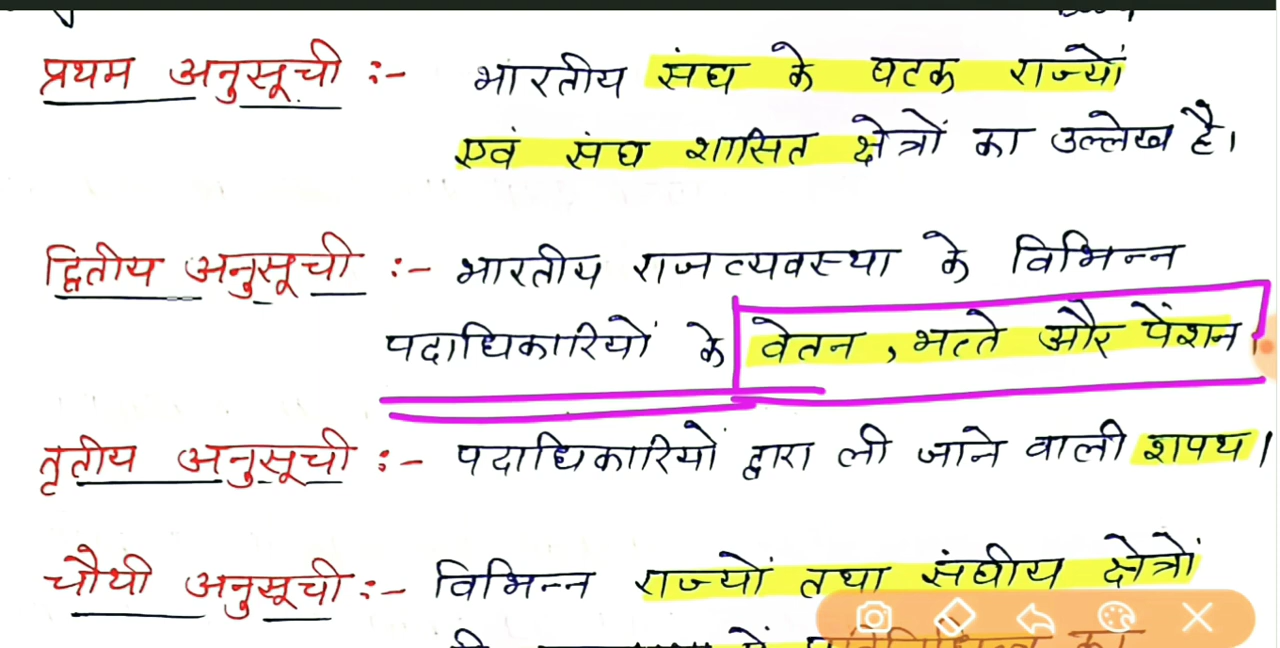 प्रथम अनुसूची :- भारतीय संघ के घटक राज्यों
एवं संघ शासित क्षेत्रों का उल्लेख है।
द्वितीय अनुसूची :- भारतीय राजव्यवस्था के विभिन्न
पदाधिकारियों के वेतन, भत्ते और पेंशन।
तृतीय अनुसूची :- पदाधिकारियों द्वारा ली जाने वाली शपथ।
चौथी अनुसूची :- विभिन्न राज्यों तथा संघीय क्षेत्रों
में का